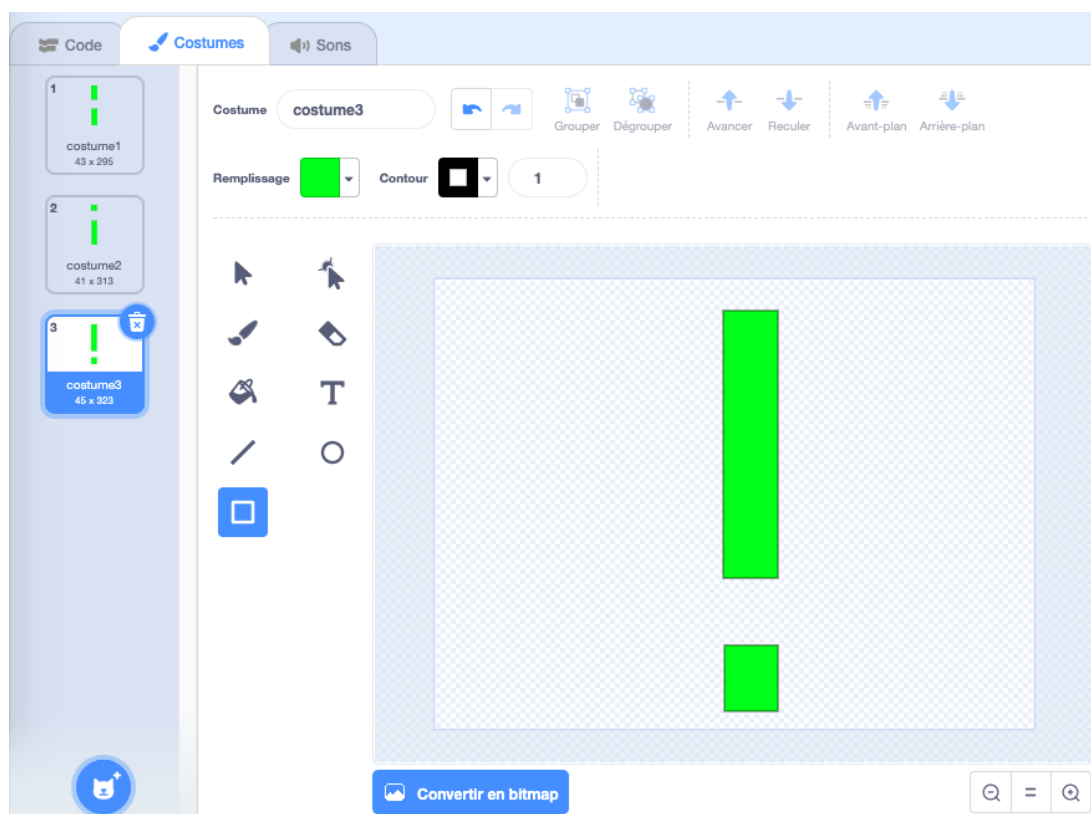 Code
Costumes
Sons
1
costume1
43 x 295
2
costume2
41 x 313
3
costume3
45 x 323
Costume
costume3
Grouper
Dégrouper
Avancer
Reculer
Avant-plan
Arrière-plan
Remplissage
Contour
1
T
Convertir en bitmap
=